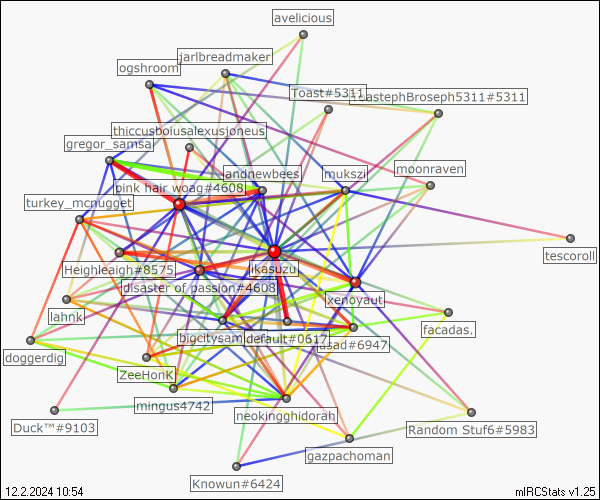 avelicious
jarlbreadmaker
ogshroom
Toast#5311
ToastephBroseph5311#5311
thiccusbolusalexusjoneus
gregor_samsa
andnewbees
mukszi
moonraven
pink hair woag#4608
turkey_mcnugget
tescoroll
Heighleaigh#8575
ikasuzu
disaster of passion#4608
xenoyaut
lahnk
facadas.
bigcitysam
default#0617
asad#6947
doggerdig
ZeeHonK
mingus4742
neokingghidorah
Duck™#9103
Random Stuf6#5983
gazpachoman
Knowun#6424
12.2.2024 10:54
mIRCStats v1.25